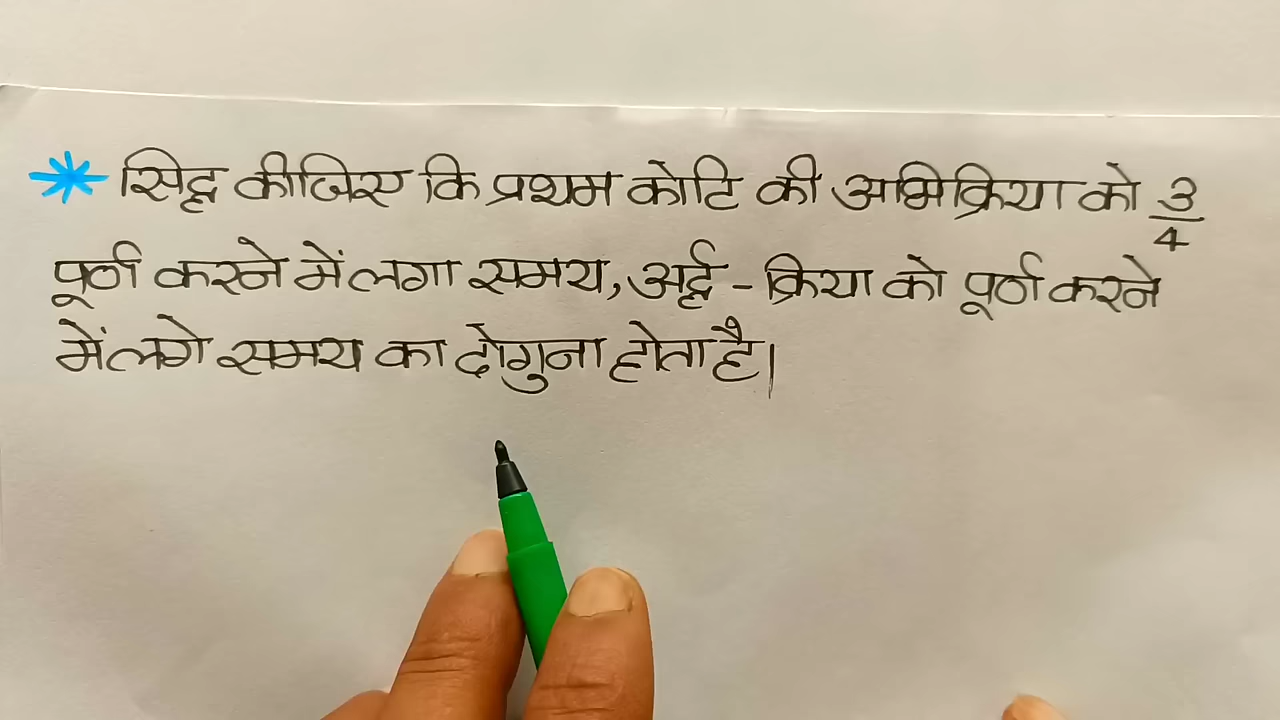 * सिद्ध कीजिए कि प्रथम कोटि की अभिक्रिया को 3/4
पूर्ण करने में लगा समय, अर्द्ध - क्रिया को पूर्ण करने
में लगे समय का दोगुना होता है।